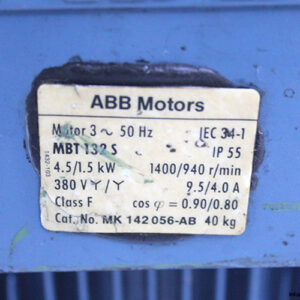 ABB Motors
Motor 3 ~ 50 Hz IEC 34-1
MBT 132 S IP 55
4.5/1.5 kW 1400/940 r/min
380 V Y/Y 9.5/4.0 A
Class F cos φ = 0.90/0.80
Cat. No. MK 142 056-AB 40 kg